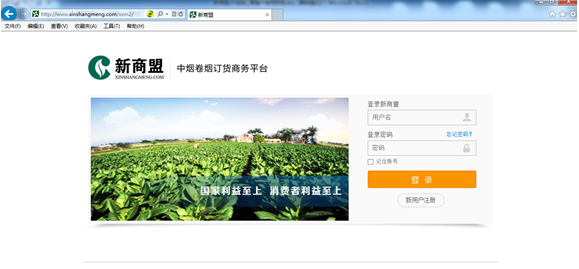 http://www.xinshangmeng.com/xsm2/
新商盟
文件(F) 编辑(E) 查看(V) 收藏夹(A) 工具(T) 帮助(H)
新商盟
XINSHANGMENG.COM
中烟卷烟订货商务平台
登录新商盟
用户名
登录密码 忘记密码?
密码
记住账号
登 录
新用户注册
国家利益至上 消费者利益至上